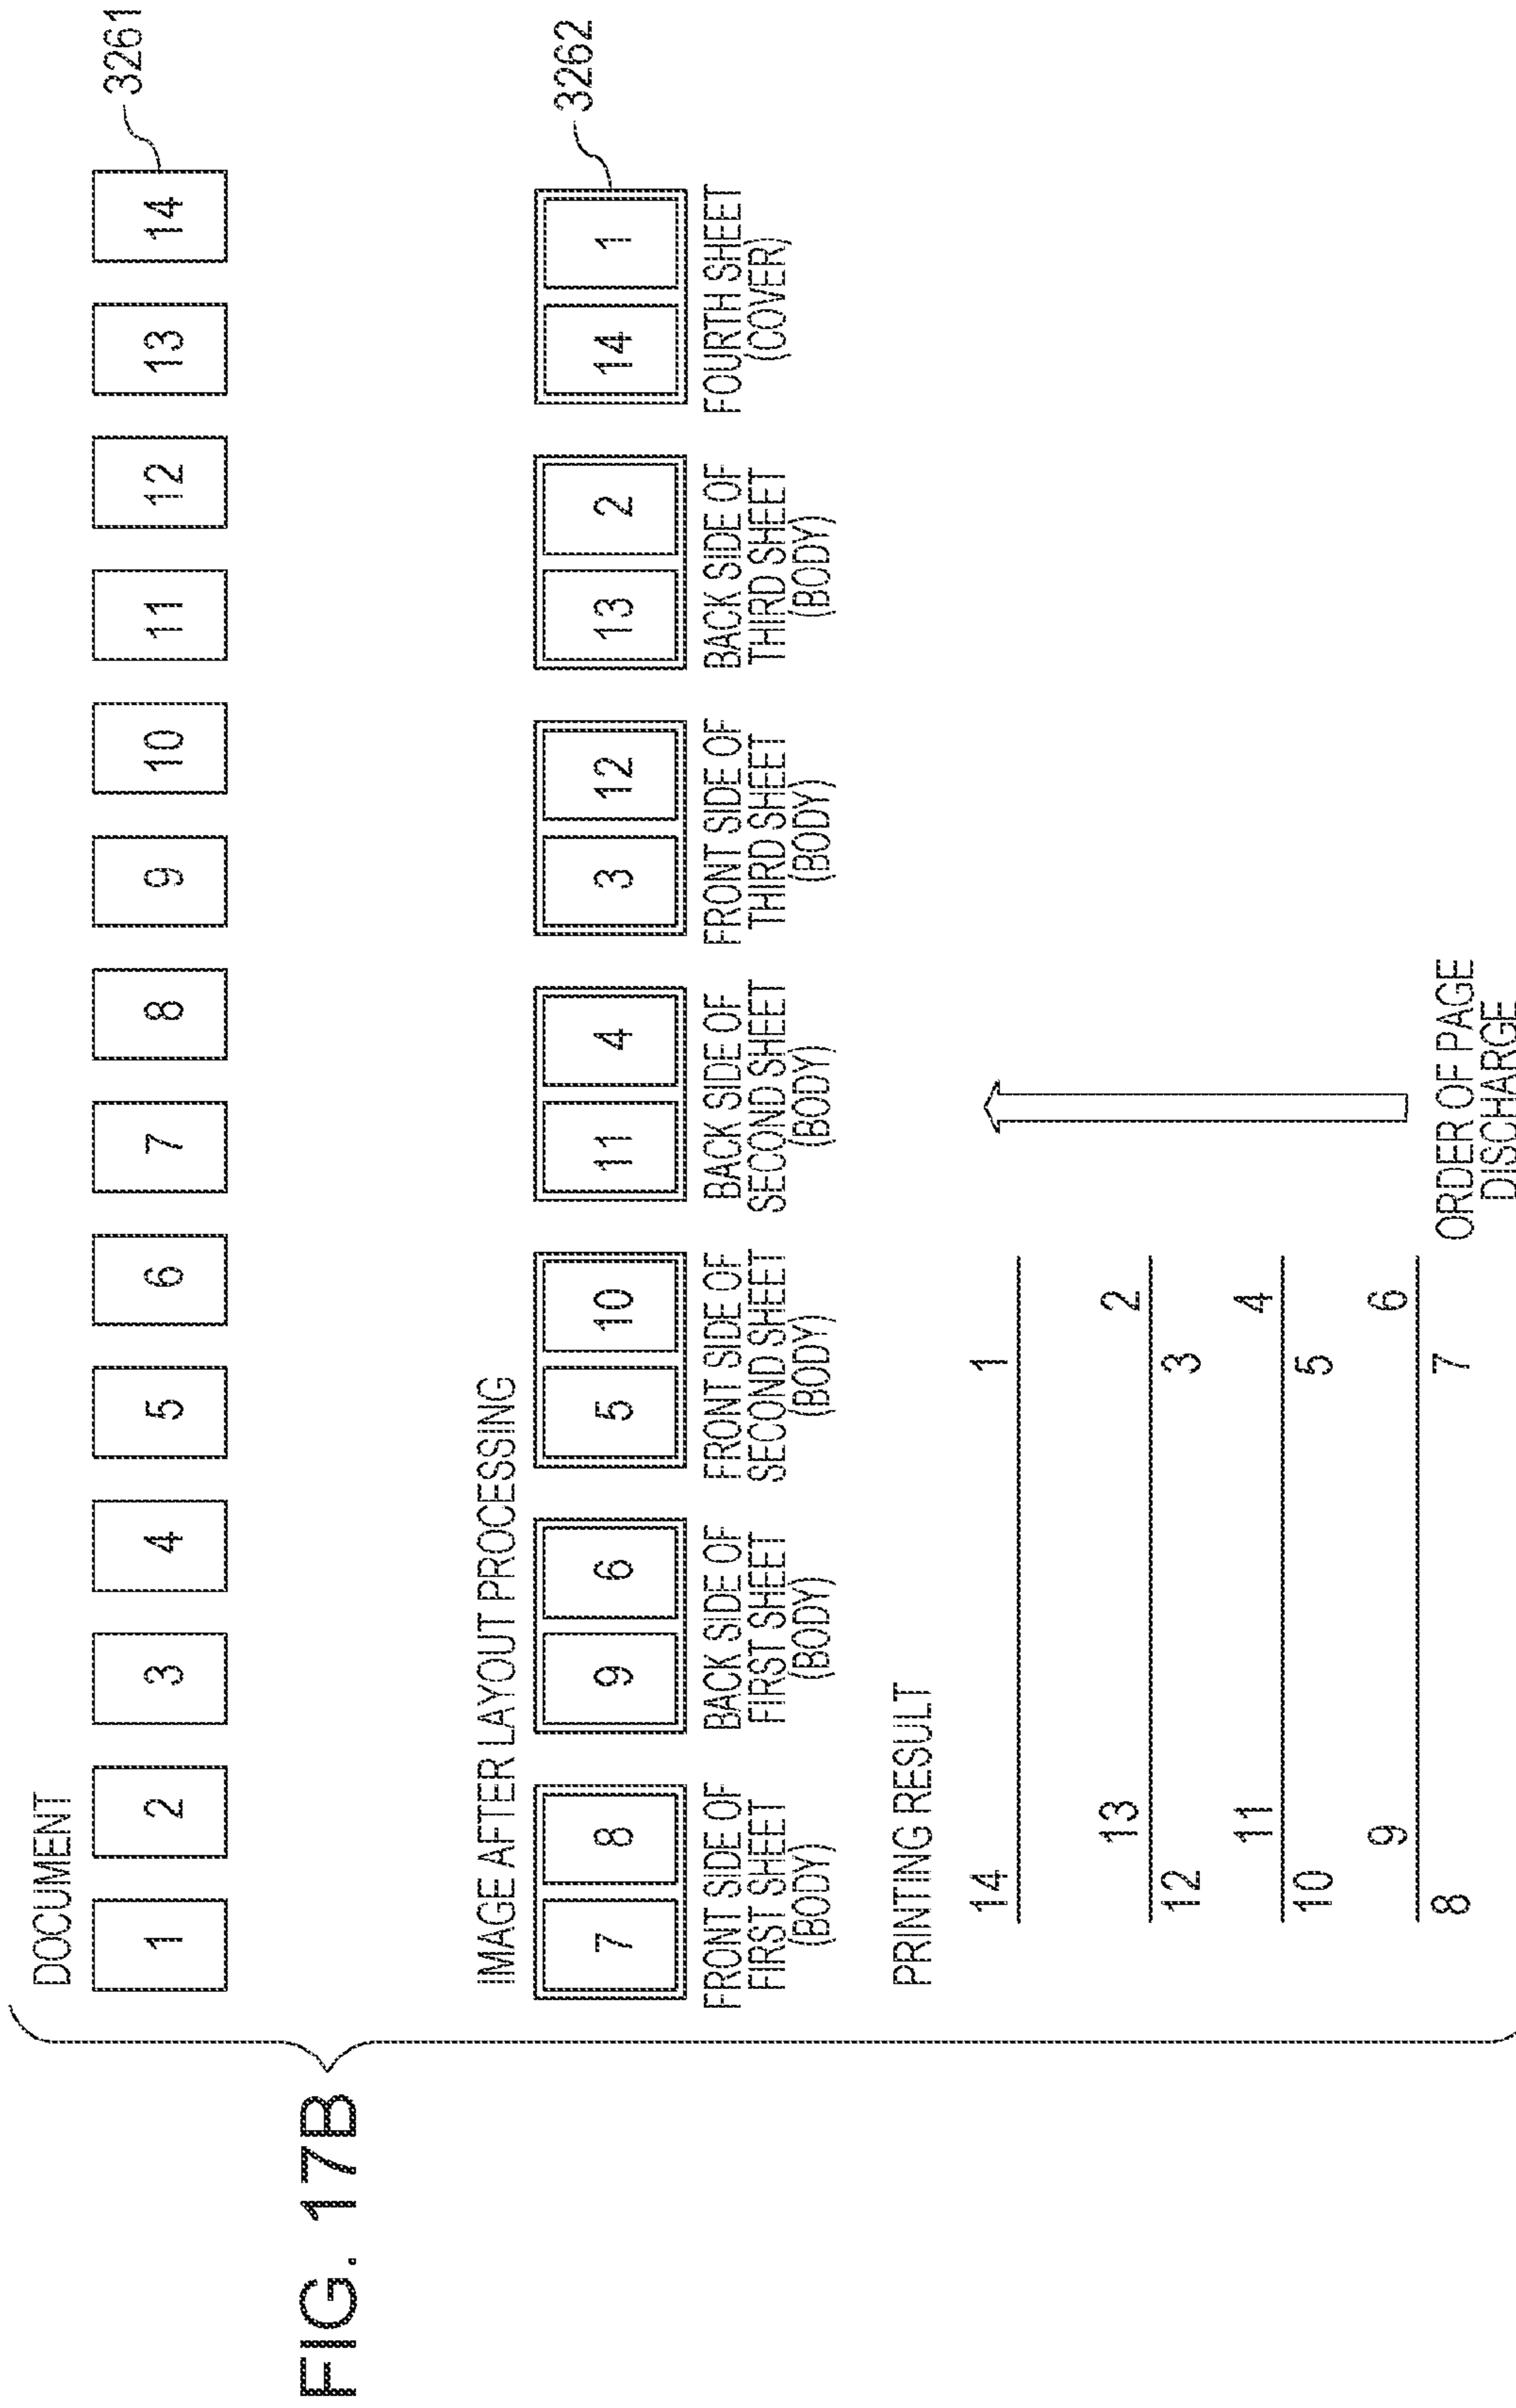 FIG. 17B
DOCUMENT
1 2 3 4 5 6 7 8 9 10 11 12 13 14
3261
IMAGE AFTER LAYOUT PROCESSING
7 8
9 6
5 10
11 4
3 12
13 2
14 1
3262
FRONT SIDE OF
FIRST SHEET
(BODY)
BACK SIDE OF
FIRST SHEET
(BODY)
FRONT SIDE OF
SECOND SHEET
(BODY)
BACK SIDE OF
SECOND SHEET
(BODY)
FRONT SIDE OF
THIRD SHEET
(BODY)
BACK SIDE OF
THIRD SHEET
(BODY)
FOURTH SHEET
(COVER)
PRINTING RESULT
14 1
13 2
12 3
11 4
10 5
9 6
8 7
ORDER OF PAGE
DISCHARGE